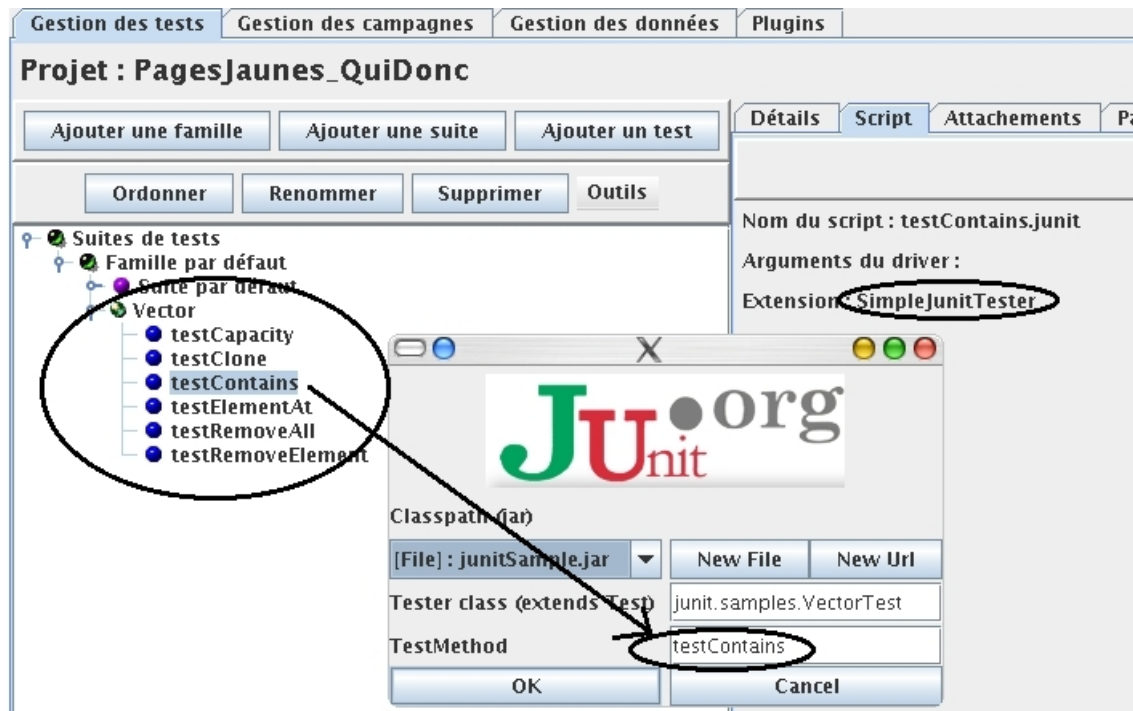 Gestion des tests Gestion des campagnes Gestion des données Plugins
Projet : PagesJaunes_QuiDonc
Ajouter une famille Ajouter une suite Ajouter un test
Ordonner Renommer Supprimer Outils
Suites de tests
Famille par défaut
Suite par défaut
Vector
testCapacity
testClone
testContains
testElementAt
testRemoveAll
testRemoveElement
Détails Script Attachements
Nom du script : testContains.junit
Arguments du driver :
Extension : SimpleJunitTester
X
JUnit.org
Classpath (jar)
[File] : junitSample.jar New File New Url
Tester class (extends Test) junit.samples.VectorTest
TestMethod testContains
OK Cancel